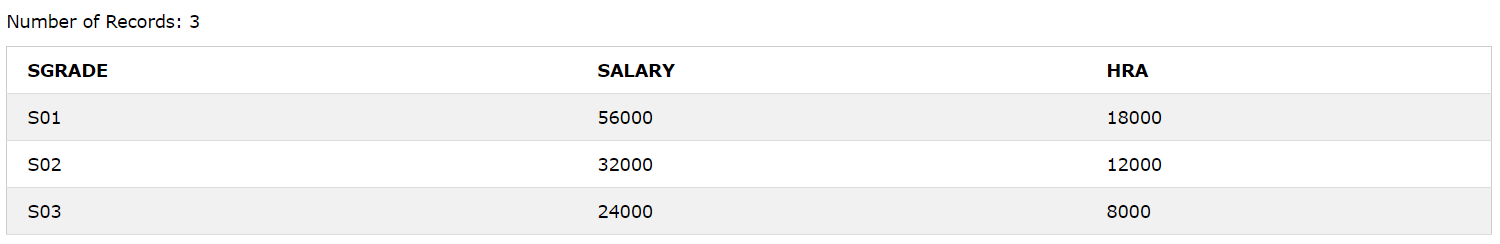 Number of Records: 3
SGRADE SALARY HRA
S01 56000 18000
S02 32000 12000
S03 24000 8000